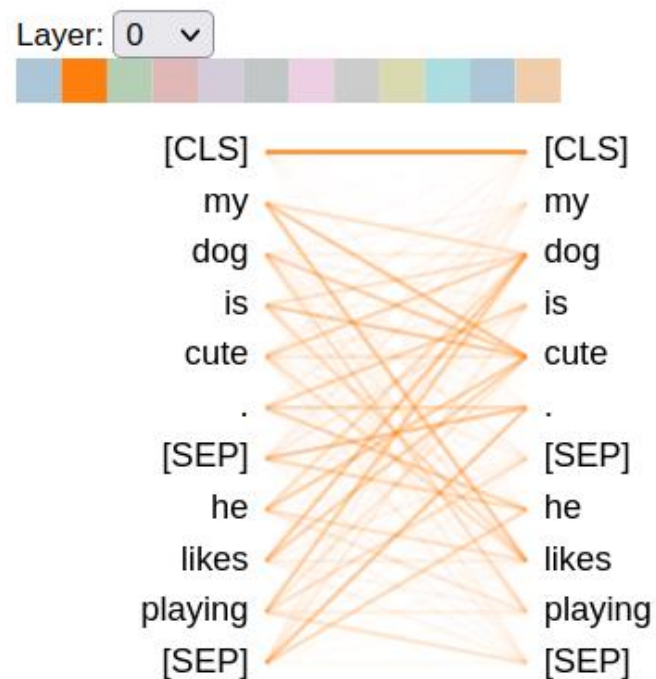 Layer: 0
[CLS] [CLS]
my my
dog dog
is is
cute cute
. .
[SEP] [SEP]
he he
likes likes
playing playing
[SEP] [SEP]